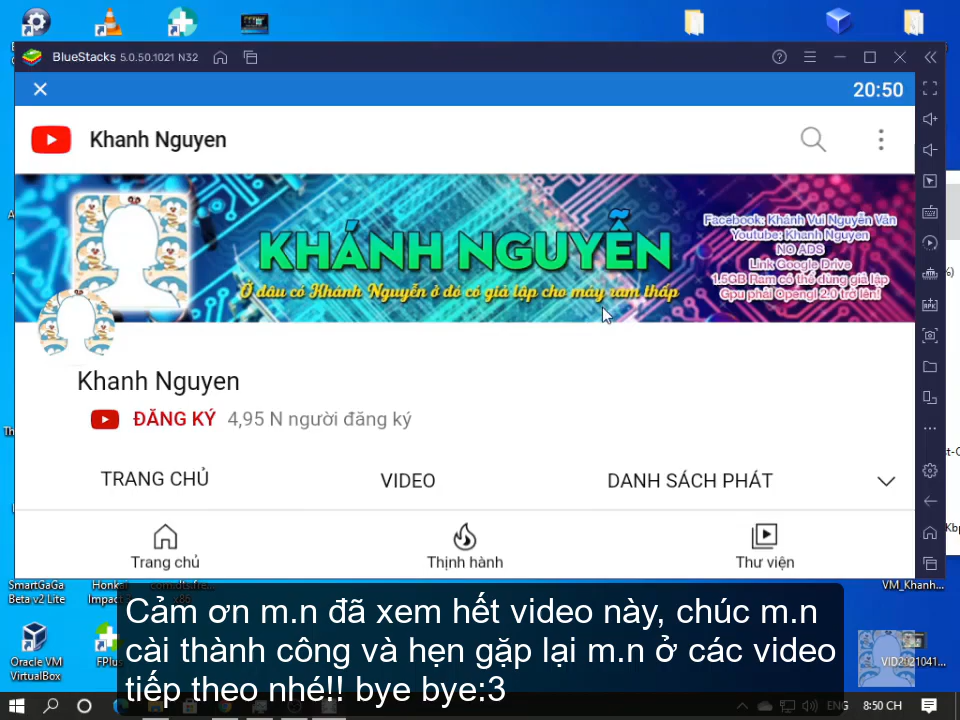 BlueStacks 5.0.50.1021 N32
20:50
Khanh Nguyen
KHÁNH NGUYỄN
Ở đâu có Khánh Nguyễn ở đó có giả lập cho máy ram thấp
Facebook: Khánh Vui Nguyễn Văn
Youtube: Khanh Nguyen
NO ADS
Link Google Drive
1.5GB Ram có thể dùng giả lập
Gpu phải Opengl 2.0 trở lên!
Khanh Nguyen
ĐĂNG KÝ 4,95 N người đăng ký
TRANG CHỦ VIDEO DANH SÁCH PHÁT
Trang chủ Thịnh hành Thư viện
SmartGaGa
Beta v2 Lite
Honkai
Impact
com.dts.fre...
VM_Khanh...
Cảm ơn m.n đã xem hết video này, chúc m.n
cài thành công và hẹn gặp lại m.n ở các video
tiếp theo nhé!! bye bye:3
Oracle VM
VirtualBox
FPlu
VID2021041...
ENG 8:50 CH